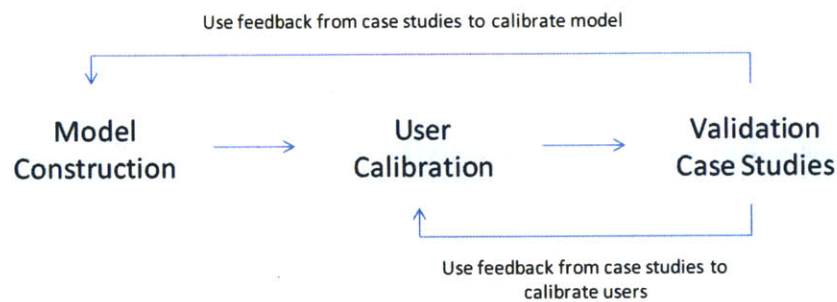 Use feedback from case studies to calibrate model
Model
Construction
User
Calibration
Validation
Case Studies
Use feedback from case studies to
calibrate users